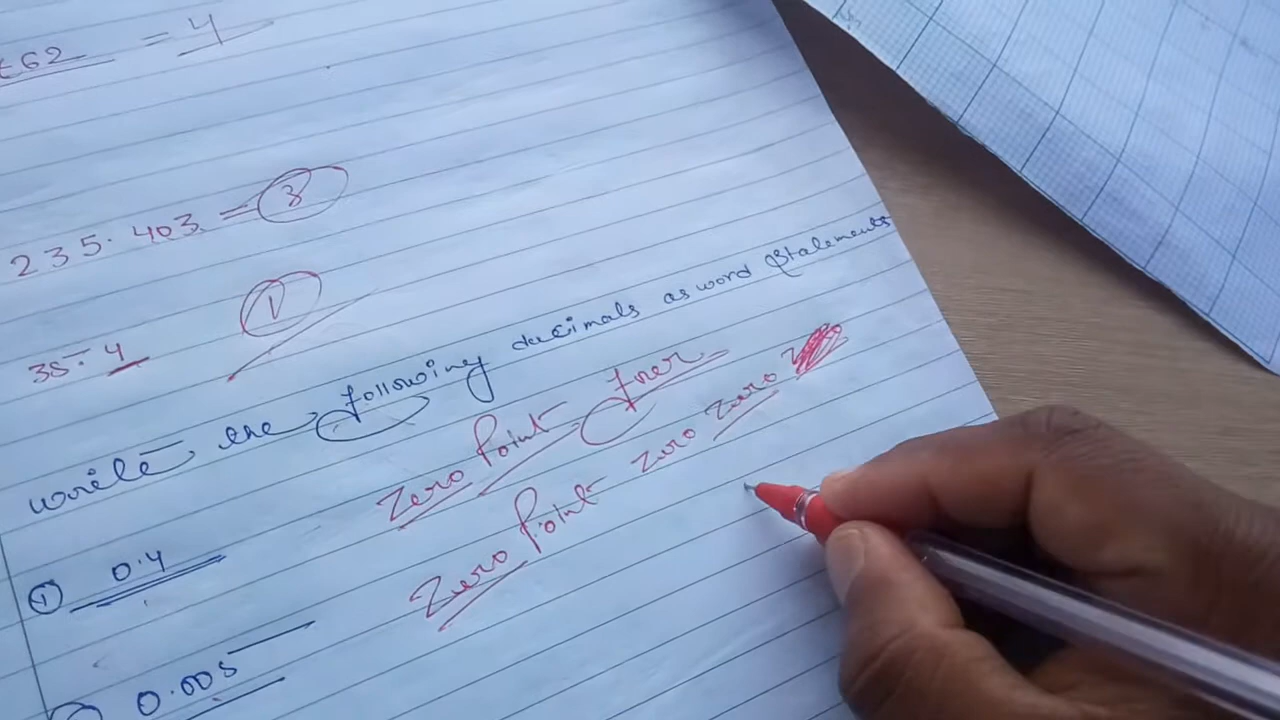 62 = 4
235.403 = 3
35.4 1
write the following decimals as word statements
Zero Point four
① 0.4
Zero Point Zero Zero
0.005